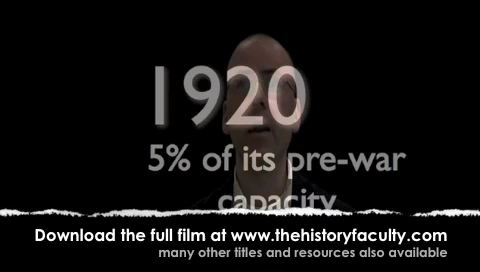 1920
5% of its pre-war
capacity
Download the full film at www.thehistoryfaculty.com
many other titles and resources also available